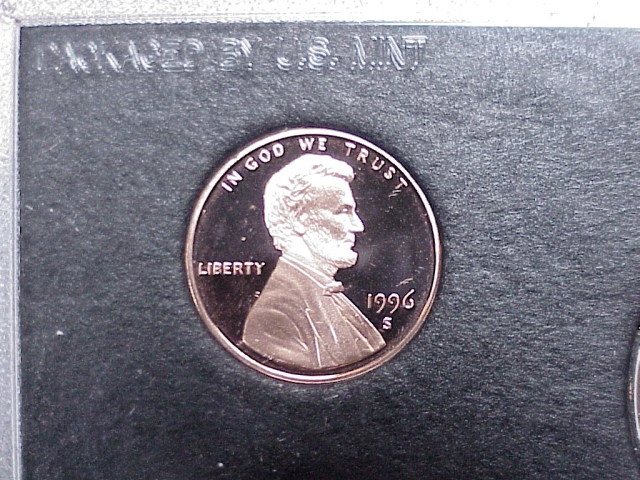 PACKAGED BY U.S. MINT
IN GOD WE TRUST
LIBERTY
1996
S